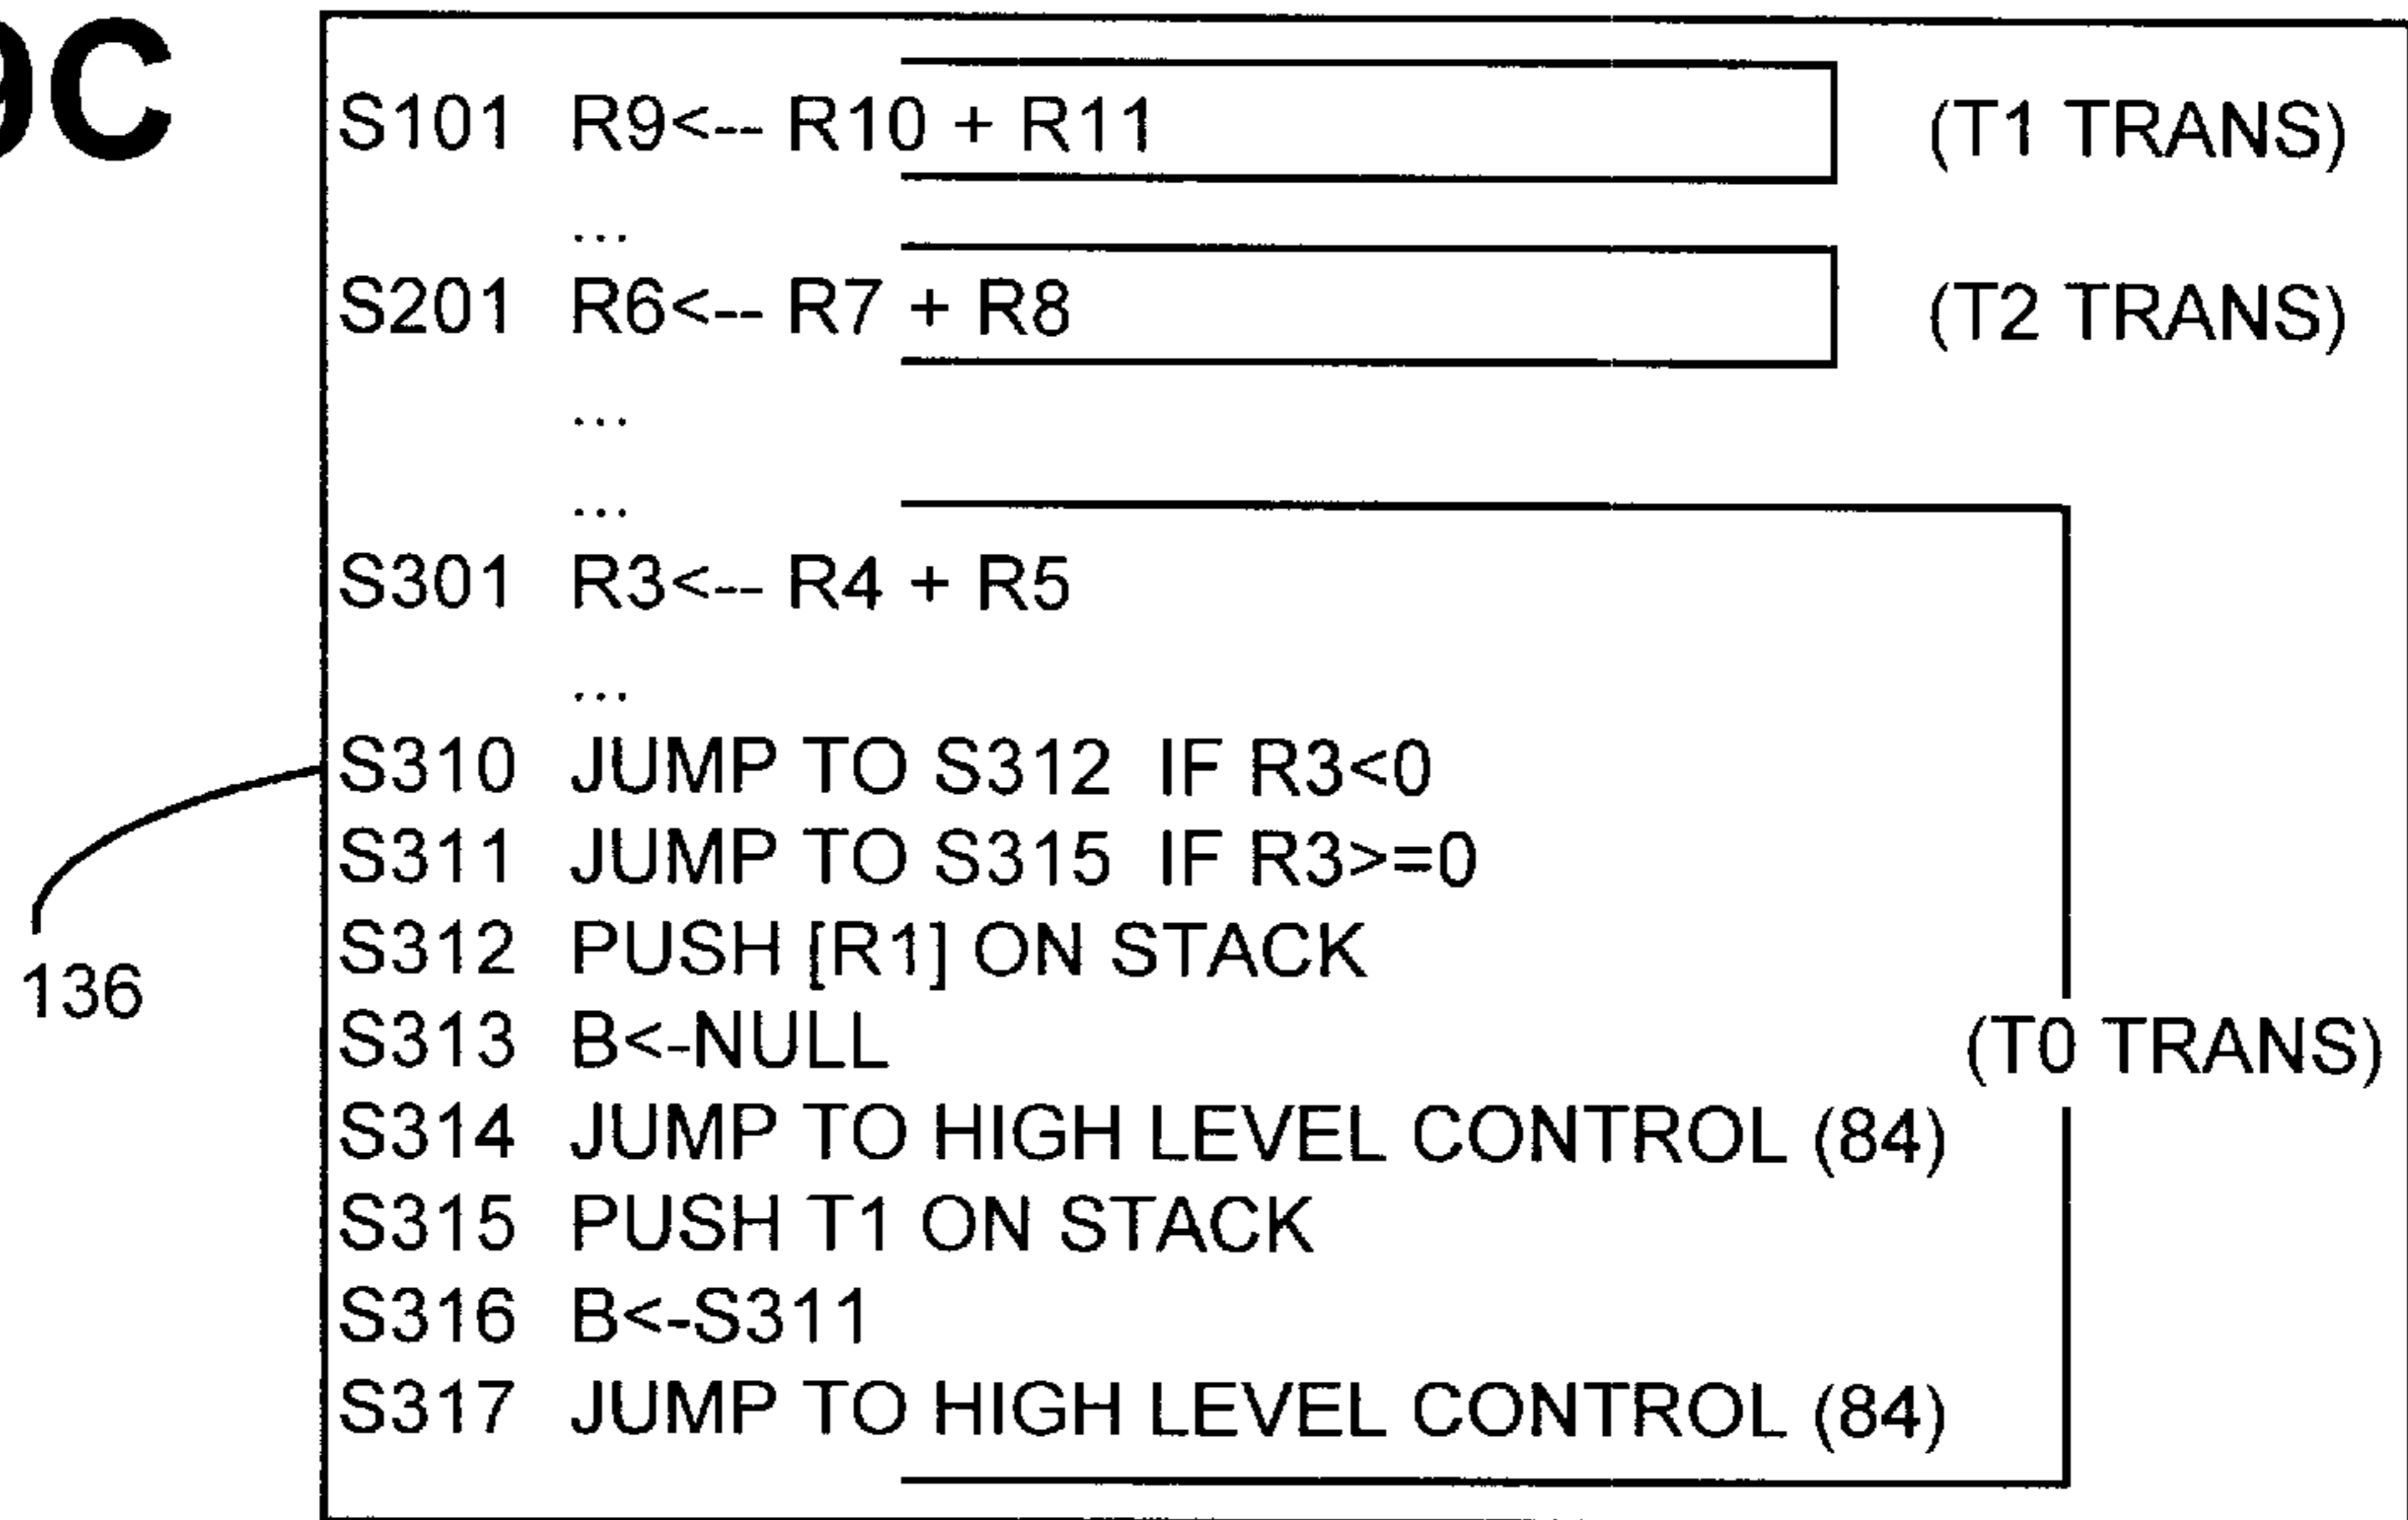 9C
S101 R9<-- R10 + R11 (T1 TRANS)
...
S201 R6<-- R7 + R8 (T2 TRANS)
...
...
S301 R3<-- R4 + R5
...
S310 JUMP TO S312 IF R3<0
S311 JUMP TO S315 IF R3>=0
S312 PUSH [R1] ON STACK
136
S313 B<-NULL (T0 TRANS)
S314 JUMP TO HIGH LEVEL CONTROL (84)
S315 PUSH T1 ON STACK
S316 B<-S311
S317 JUMP TO HIGH LEVEL CONTROL (84)